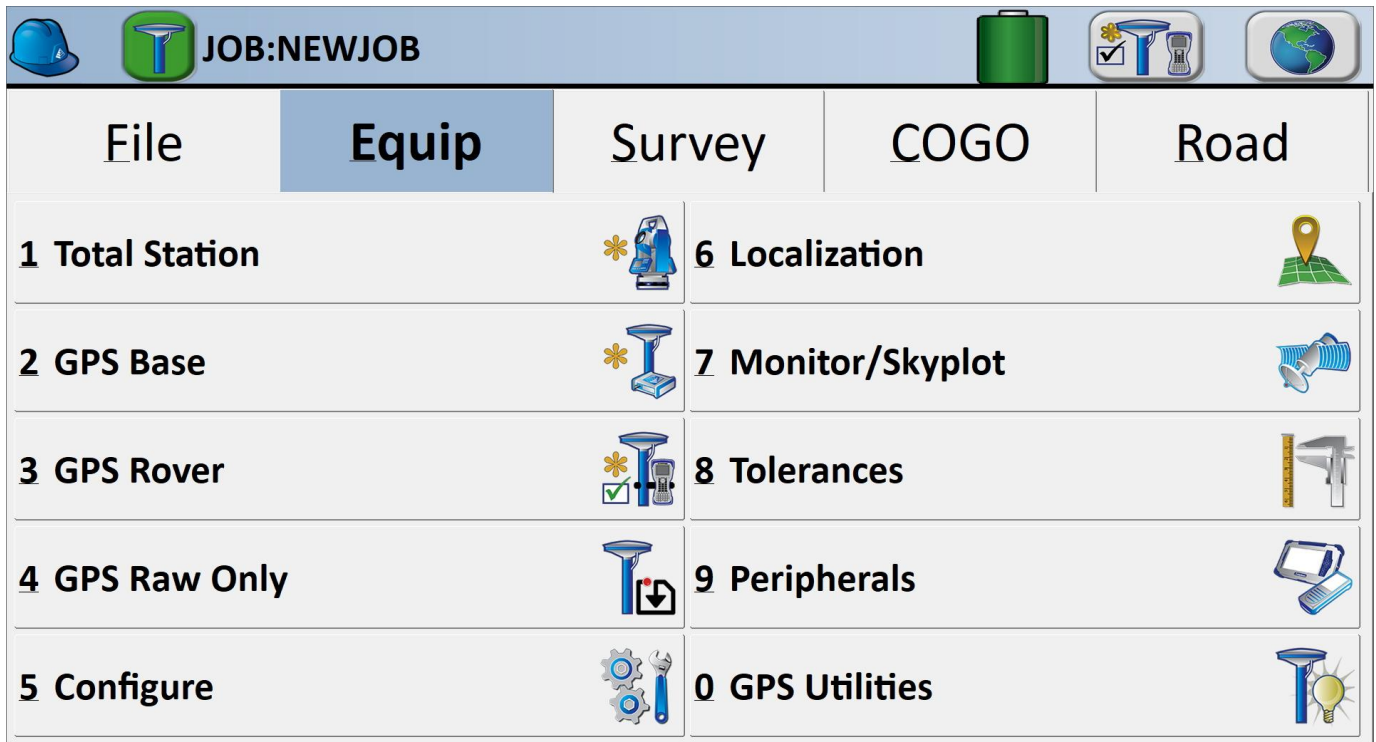 JOB:NEWJOB
File Equip Survey COGO Road
1 Total Station
2 GPS Base
3 GPS Rover
4 GPS Raw Only
5 Configure
6 Localization
7 Monitor/Skyplot
8 Tolerances
9 Peripherals
0 GPS Utilities